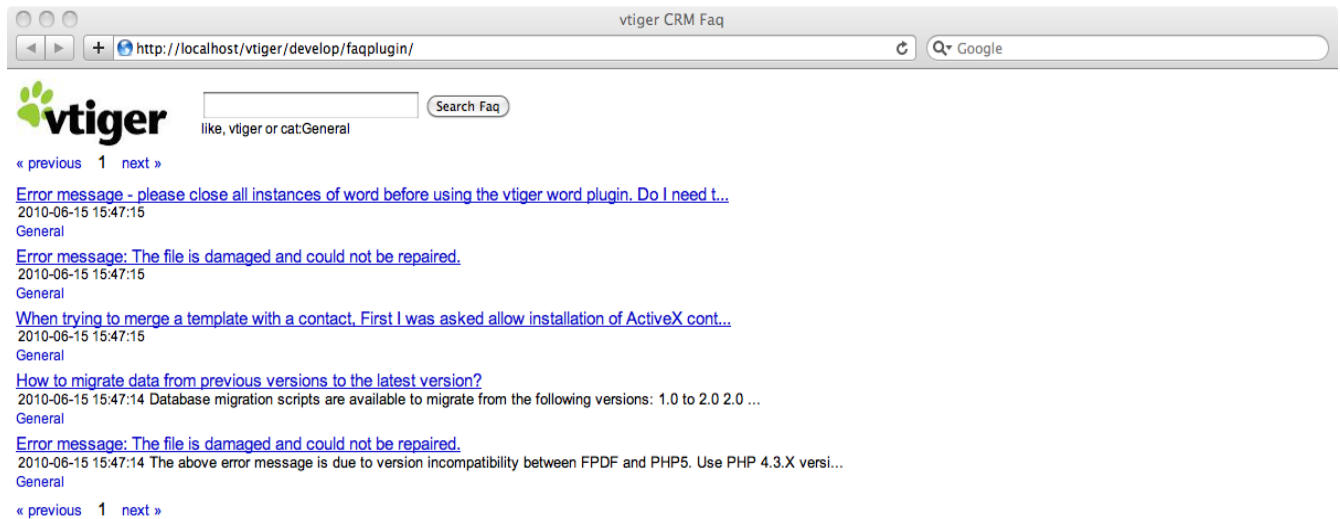 vtiger CRM Faq
http://localhost/vtiger/develop/faqplugin/
Google
vtiger
Search Faq
like, vtiger or cat:General
« previous 1 next »
Error message - please close all instances of word before using the vtiger word plugin. Do I need t...
2010-06-15 15:47:15
General
Error message: The file is damaged and could not be repaired.
2010-06-15 15:47:15
General
When trying to merge a template with a contact, First I was asked allow installation of ActiveX cont...
2010-06-15 15:47:15
General
How to migrate data from previous versions to the latest version?
2010-06-15 15:47:14 Database migration scripts are available to migrate from the following versions: 1.0 to 2.0 2.0 ...
General
Error message: The file is damaged and could not be repaired.
2010-06-15 15:47:14 The above error message is due to version incompatibility between FPDF and PHP5. Use PHP 4.3.X versi...
General
« previous 1 next »